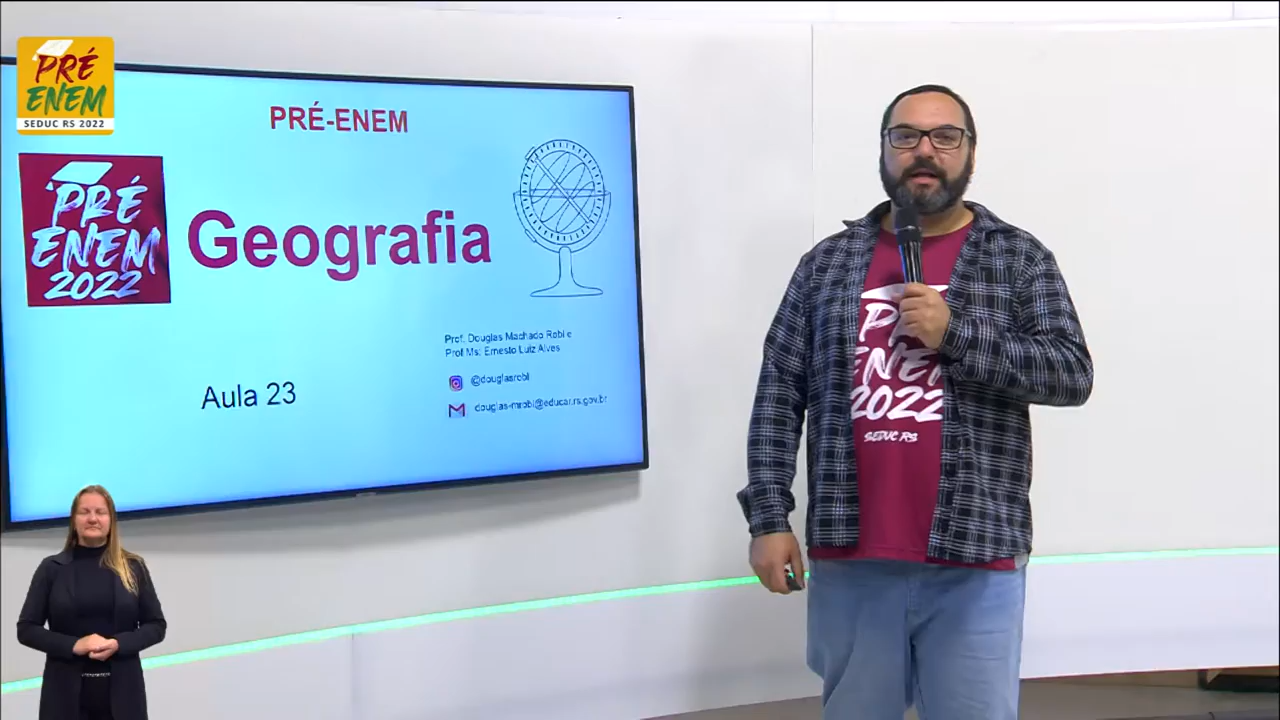 PRÉ
ENEM
SEDUC RS 2022
PRÉ-ENEM
PRÉ
ENEM
2022
Geografia
Prof. Douglas Machado Robl e
Prof Ms: Ernesto Luiz Alves
@douglasrobl
douglas-mrobl@educar.rs.gov.br
Aula 23
PRÉ
ENEM
2022
SEDUC RS